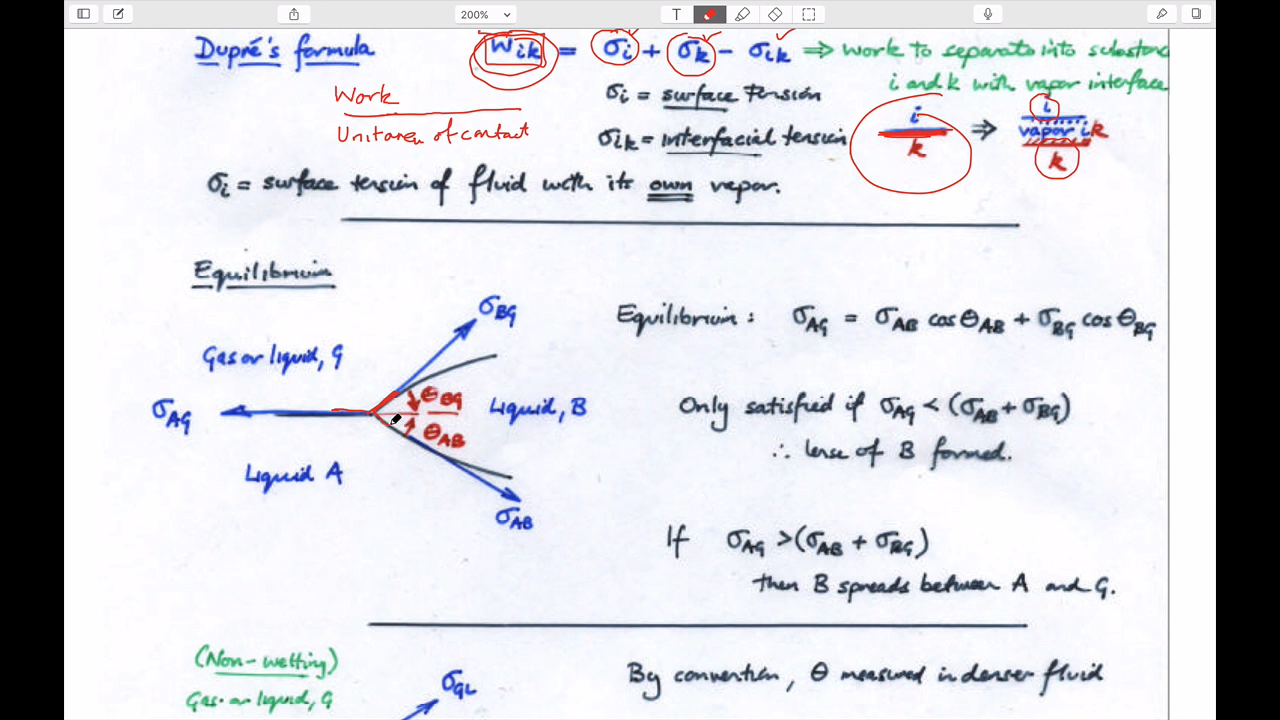 200%
T
Dupré's formula Wik = σi + σk - σik ⇒ work to separate into substanc
i and k with vapor interface
Work
Unit area of contact
σi = surface tension
σik = interfacial tension
i
k
⇒
i
vapor ik
k
σi = surface tension of fluid with its own vapor.
Equilibrium
σBG
Equilibrium: σAG = σAB cos θAB + σBG cos θBG
Gas or liquid, G
σAG
θBG
Liquid, B
θAB
Only satisfied if σAG < (σAB + σBG)
∴ lense of B formed.
Liquid A
σAB
If σAG > (σAB + σBG)
then B spreads between A and G.
(Non-wetting)
Gas or liquid, G
σGL
By convention, θ measured in denser fluid